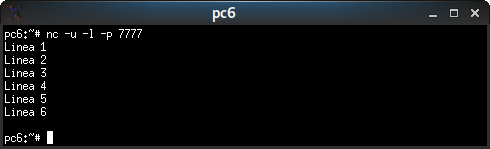 pc6
pc6:~# nc -u -l -p 7777
Linea 1
Linea 2
Linea 3
Linea 4
Linea 5
Linea 6
pc6:~#